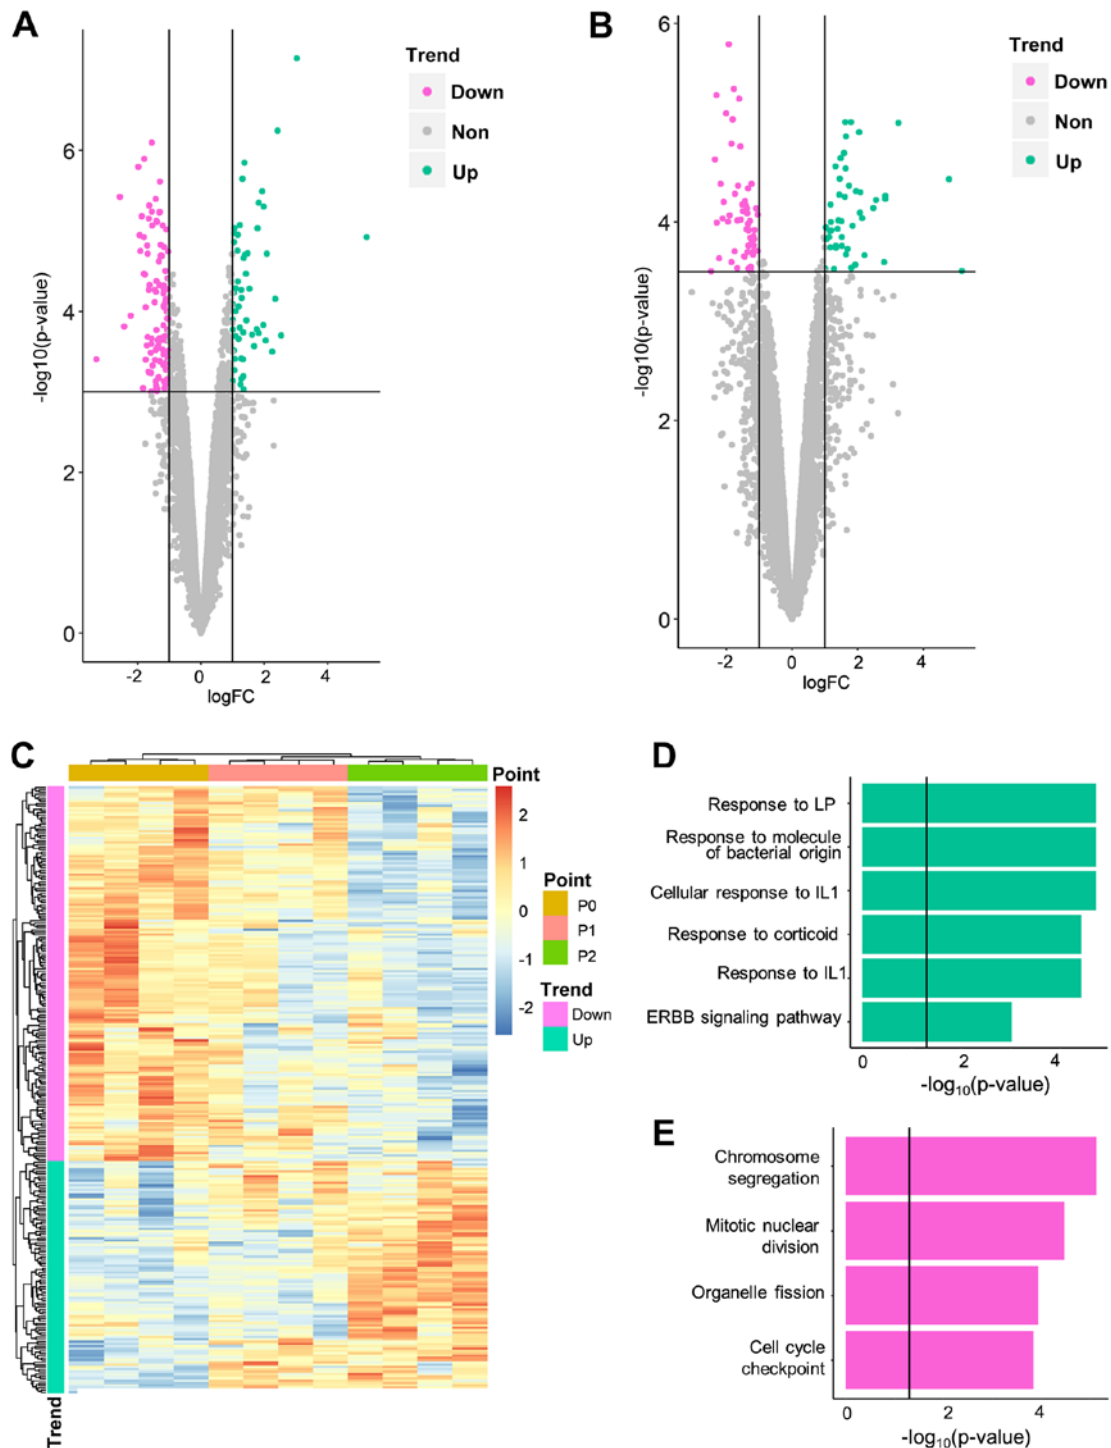 A
Trend
Down
Non
Up
6
4
2
0
-log10(p-value)
-2 0 2 4
logFC
B
Trend
Down
Non
Up
6
4
2
0
-log10(p-value)
-2 0 2 4
logFC
C
Point
2
1
0
-1
-2
Point
P0
P1
P2
Trend
Down
Up
Trend
D
Response to LP
Response to molecule
of bacterial origin
Cellular response to IL1
Response to corticoid
Response to IL1
ERBB signaling pathway
0 2 4
-log10(p-value)
E
Chromosome
segregation
Mitotic nuclear
division
Organelle fission
Cell cycle
checkpoint
0 2 4
-log10(p-value)